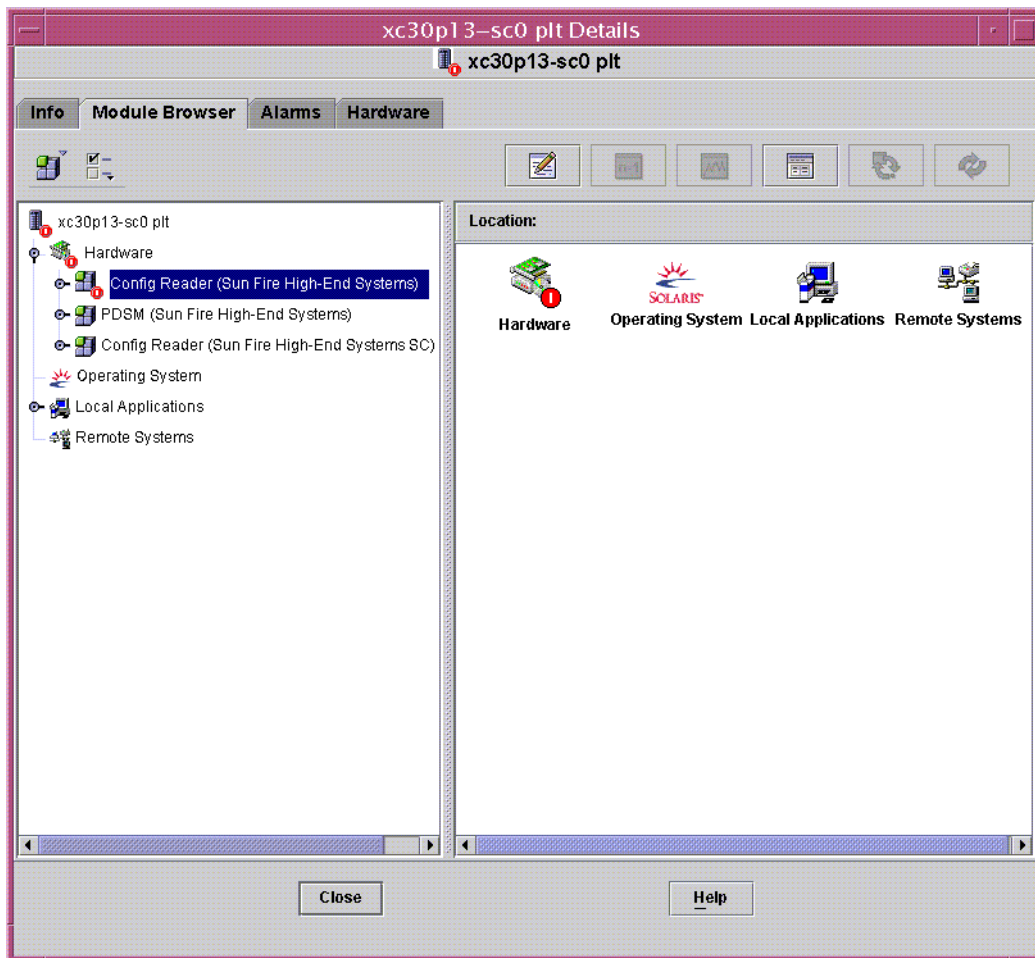 xc30p13-sc0 plt Details
xc30p13-sc0 plt
Info Module Browser Alarms Hardware
xc30p13-sc0 plt
Hardware
Config Reader (Sun Fire High-End Systems)
PDSM (Sun Fire High-End Systems)
Config Reader (Sun Fire High-End Systems SC)
Operating System
Local Applications
Remote Systems
Location:
SOLARIS
Hardware Operating System Local Applications Remote Systems
Close Help